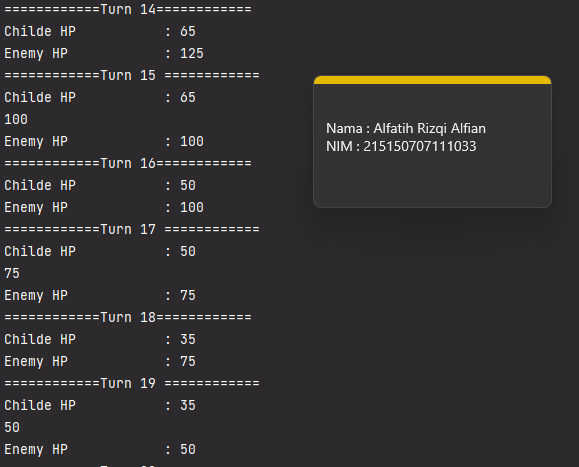 ============Turn 14============
Childe HP : 65
Enemy HP : 125
============Turn 15 ============
Childe HP : 65
100
Enemy HP : 100
============Turn 16============
Childe HP : 50
Enemy HP : 100
============Turn 17 ============
Childe HP : 50
75
Enemy HP : 75
============Turn 18============
Childe HP : 35
Enemy HP : 75
============Turn 19 ============
Childe HP : 35
50
Enemy HP : 50
Nama : Alfatih Rizqi Alfian
NIM : 215150707111033